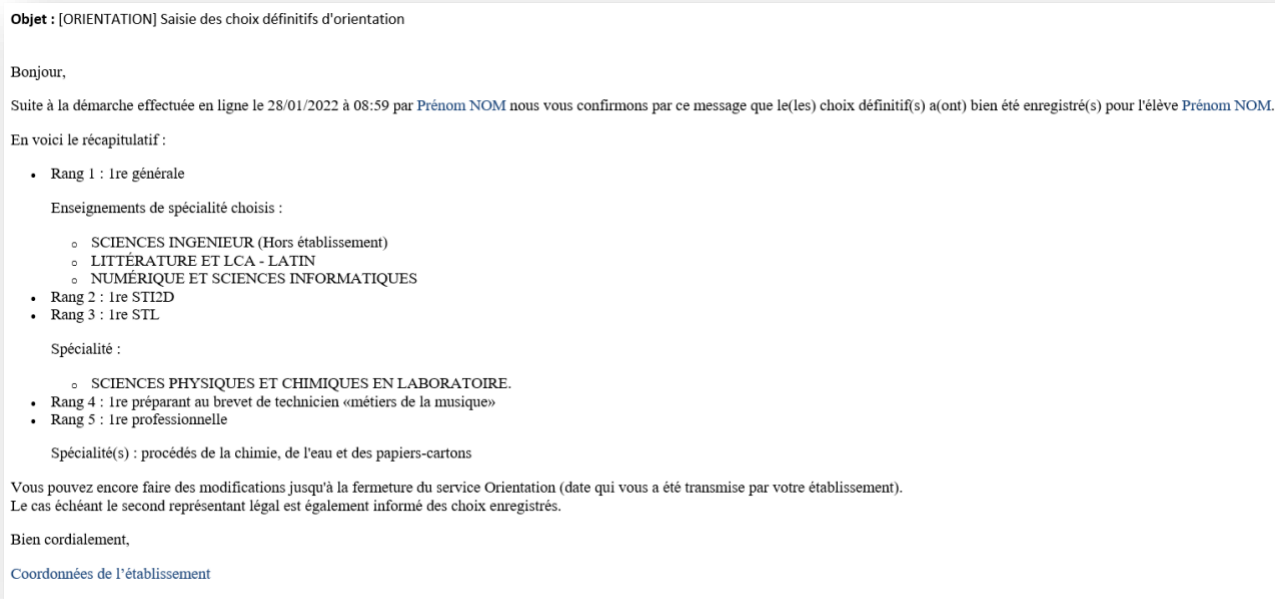 Objet : [ORIENTATION] Saisie des choix définitifs d'orientation
Bonjour,
Suite à la démarche effectuée en ligne le 28/01/2022 à 08:59 par Prénom NOM nous vous confirmons par ce message que le(les) choix définitif(s) a(ont) bien été enregistré(s) pour l'élève Prénom NOM.
En voici le récapitulatif :
• Rang 1 : 1re générale
Enseignements de spécialité choisis :
○ SCIENCES INGENIEUR (Hors établissement)
○ LITTÉRATURE ET LCA - LATIN
○ NUMÉRIQUE ET SCIENCES INFORMATIQUES
• Rang 2 : 1re STI2D
• Rang 3 : 1re STL
Spécialité :
○ SCIENCES PHYSIQUES ET CHIMIQUES EN LABORATOIRE.
• Rang 4 : 1re préparant au brevet de technicien «métiers de la musique»
• Rang 5 : 1re professionnelle
Spécialité(s) : procédés de la chimie, de l'eau et des papiers-cartons
Vous pouvez encore faire des modifications jusqu'à la fermeture du service Orientation (date qui vous a été transmise par votre établissement).
Le cas échéant le second représentant légal est également informé des choix enregistrés.
Bien cordialement,
Coordonnées de l’établissement